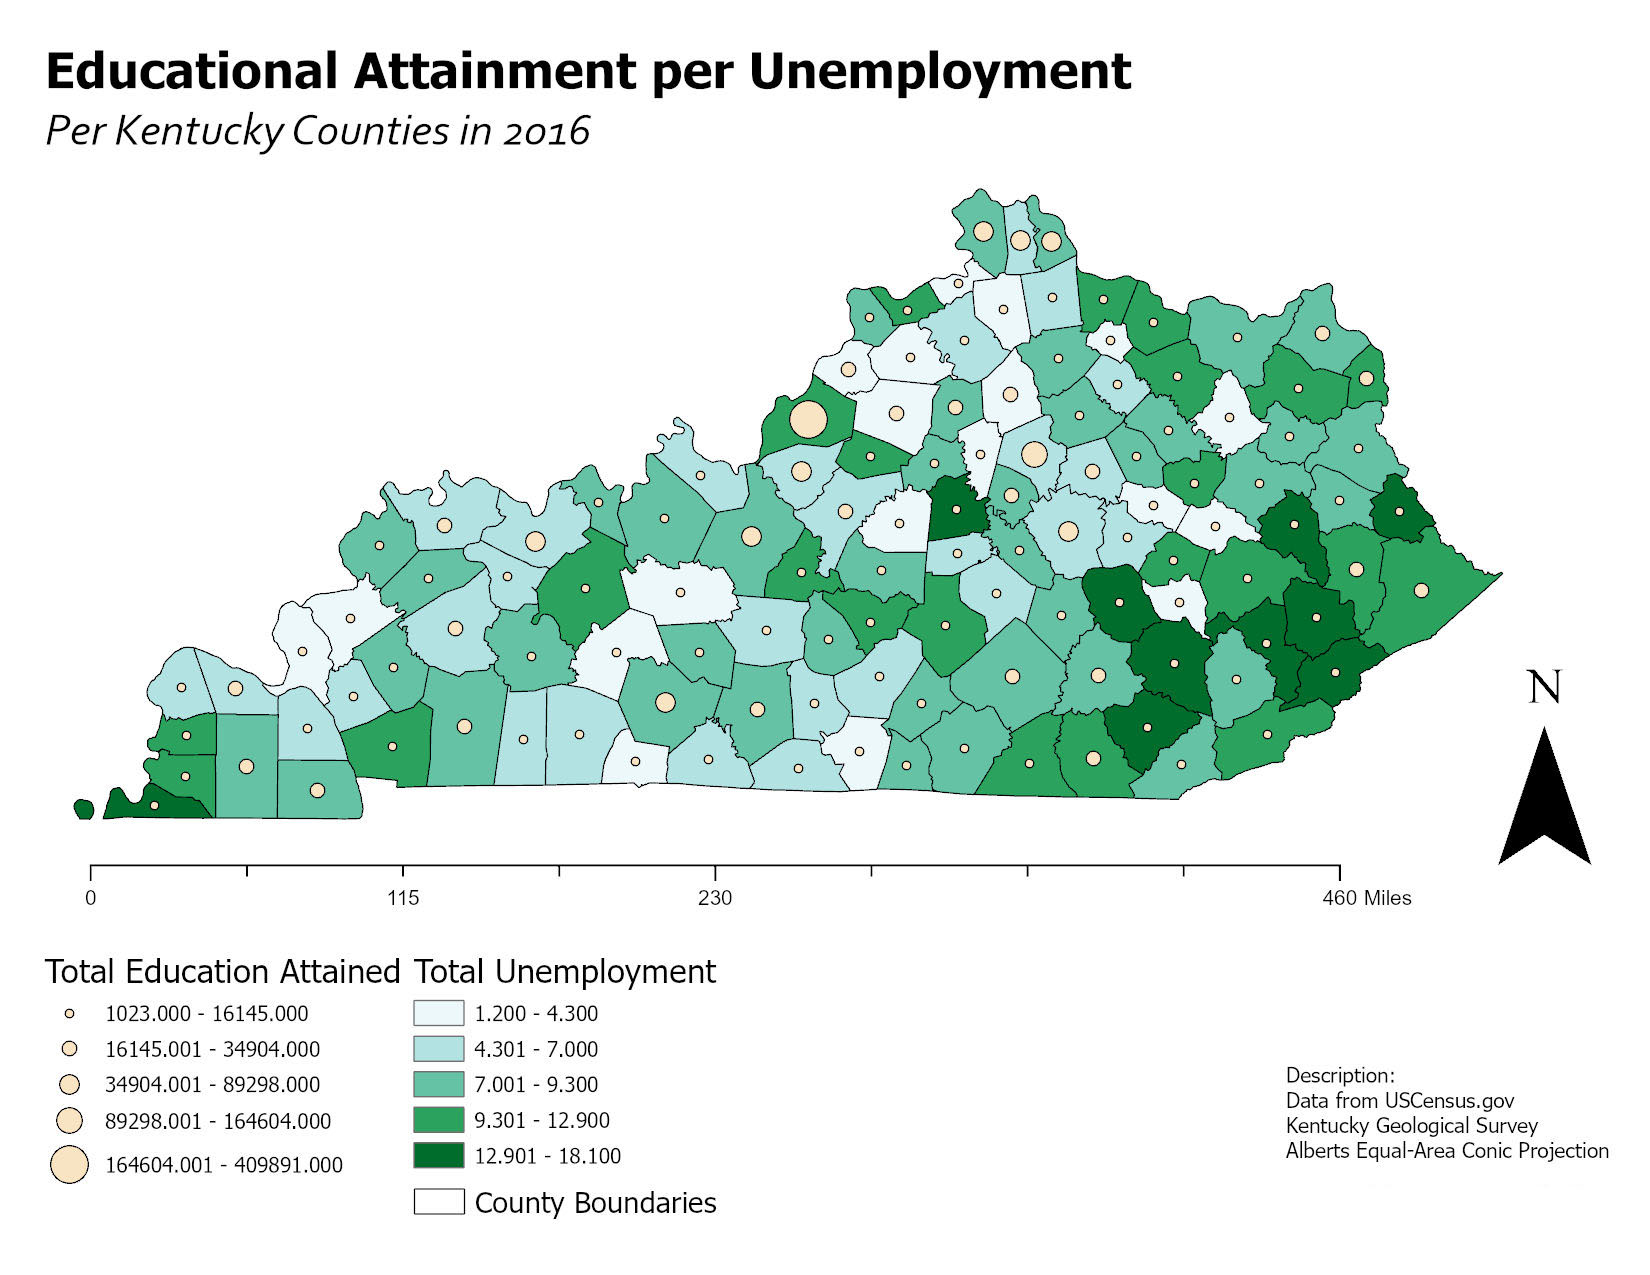 Educational Attainment per Unemployment
Per Kentucky Counties in 2016
N
0 115 230 460 Miles
Total Education Attained
1023.000 - 16145.000
16145.001 - 34904.000
34904.001 - 89298.000
89298.001 - 164604.000
164604.001 - 409891.000
Total Unemployment
1.200 - 4.300
4.301 - 7.000
7.001 - 9.300
9.301 - 12.900
12.901 - 18.100
County Boundaries
Description:
Data from USCensus.gov
Kentucky Geological Survey
Alberts Equal-Area Conic Projection